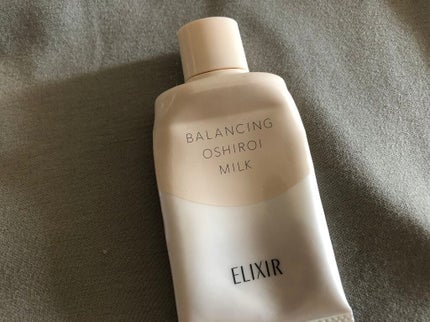 BALANCING
OSHIROI
MILK
ELIXIR